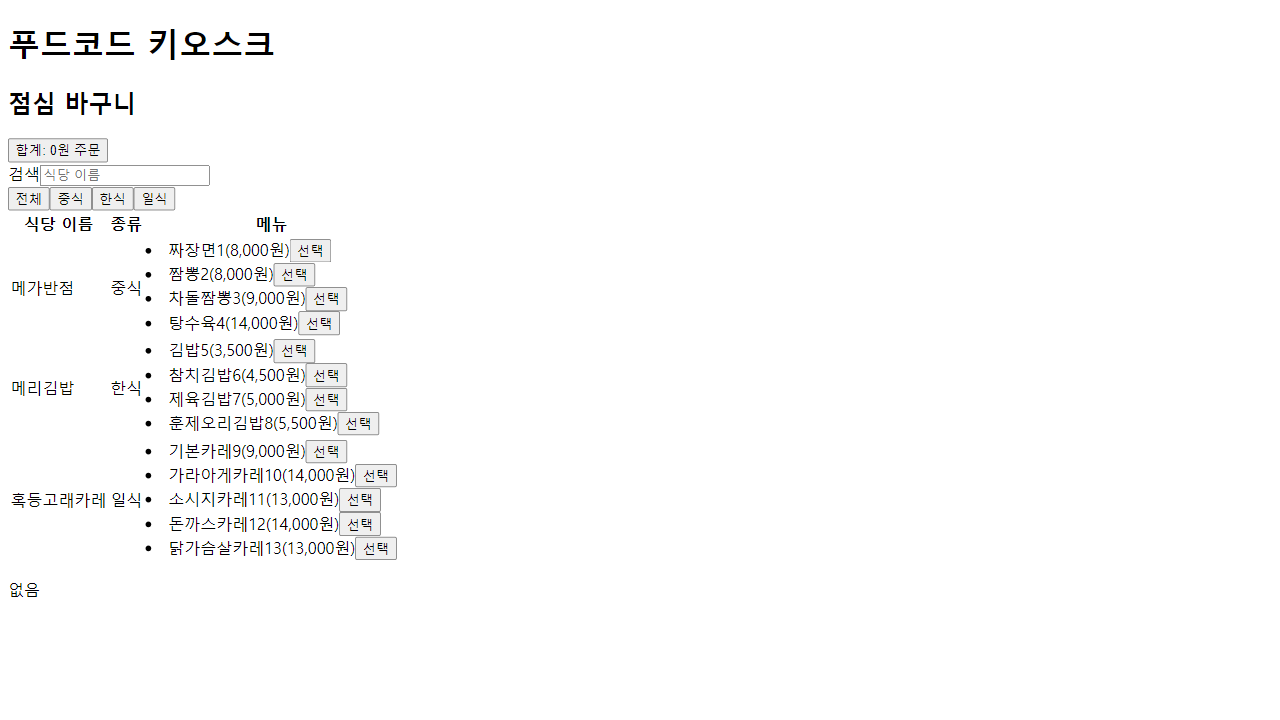 푸드코드 키오스크
점심 바구니
합계: 0원 주문
검색 식당 이름
전체 중식 한식 일식
식당 이름 종류 메뉴
메가반점 중식
• 짜장면1(8,000원) 선택
• 짬뽕2(8,000원) 선택
• 차돌짬뽕3(9,000원) 선택
• 탕수육4(14,000원) 선택
메리김밥 한식
• 김밥5(3,500원) 선택
• 참치김밥6(4,500원) 선택
• 제육김밥7(5,000원) 선택
• 훈제오리김밥8(5,500원) 선택
혹등고래카레 일식
• 기본카레9(9,000원) 선택
• 가라아게카레10(14,000원) 선택
• 소시지카레11(13,000원) 선택
• 돈까스카레12(14,000원) 선택
• 닭가슴살카레13(13,000원) 선택
없음